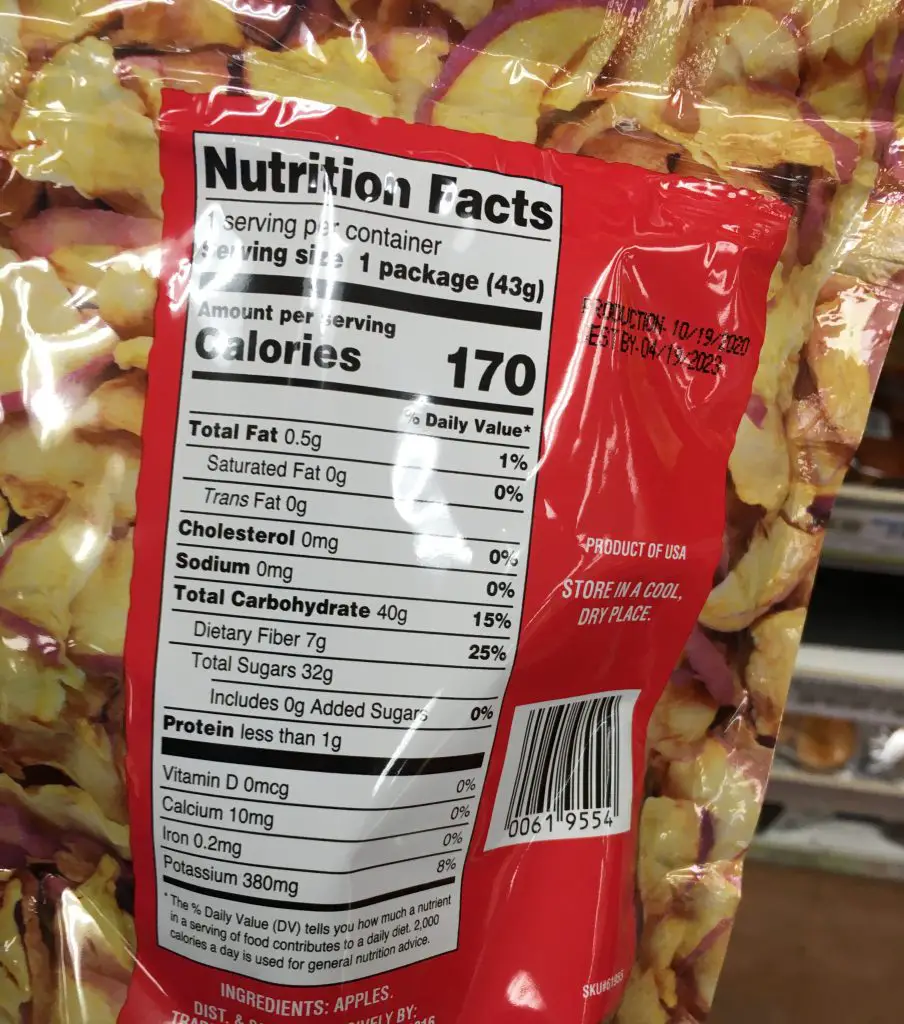 Nutrition Facts
1 serving per container
Serving size 1 package (43g)
Amount per serving
Calories 170
% Daily Value*
Total Fat 0.5g 1%
Saturated Fat 0g 0%
Trans Fat 0g
Cholesterol 0mg 0%
Sodium 0mg 0%
Total Carbohydrate 40g 15%
Dietary Fiber 7g 25%
Total Sugars 32g
Includes 0g Added Sugars 0%
Protein less than 1g
Vitamin D 0mcg 0%
Calcium 10mg 0%
Iron 0.2mg 0%
Potassium 380mg 8%
* The % Daily Value (DV) tells you how much a nutrient
in a serving of food contributes to a daily diet. 2,000
calories a day is used for general nutrition advice.
INGREDIENTS: APPLES.
DIST. &
BY:
PRODUCTION- 10/19/2020
BEST BY-04/19/2023
PRODUCT OF USA
STORE IN A COOL,
DRY PLACE.
0061 9554